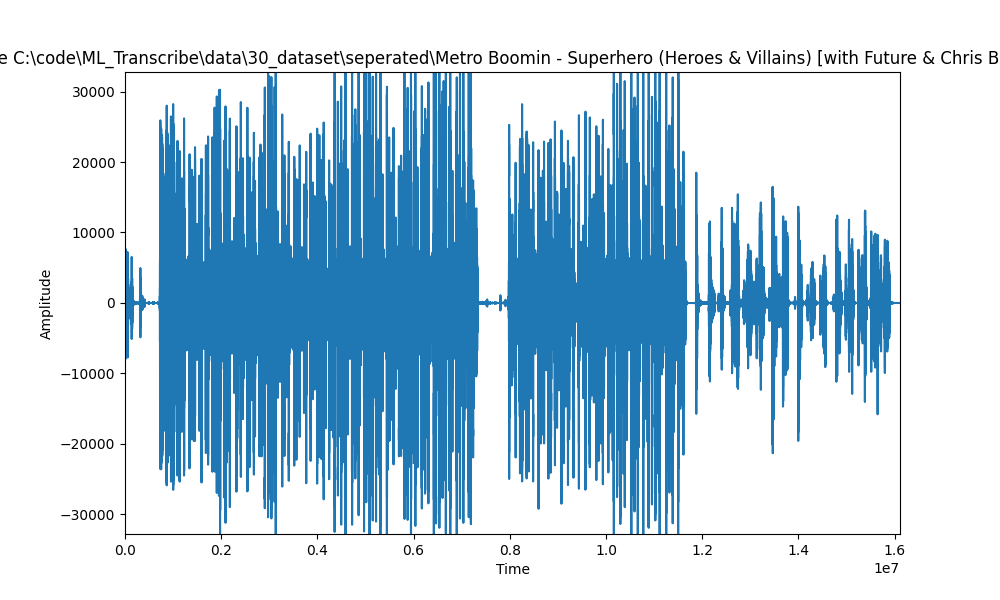 e C:\code\ML_Transcribe\data\30_dataset\seperated\Metro Boomin - Superhero (Heroes & Villains) [with Future & Chris B
30000
20000
10000
0
−10000
−20000
−30000
Amplitude
0.0 0.2 0.4 0.6 0.8 1.0 1.2 1.4 1.6
1e7
Time